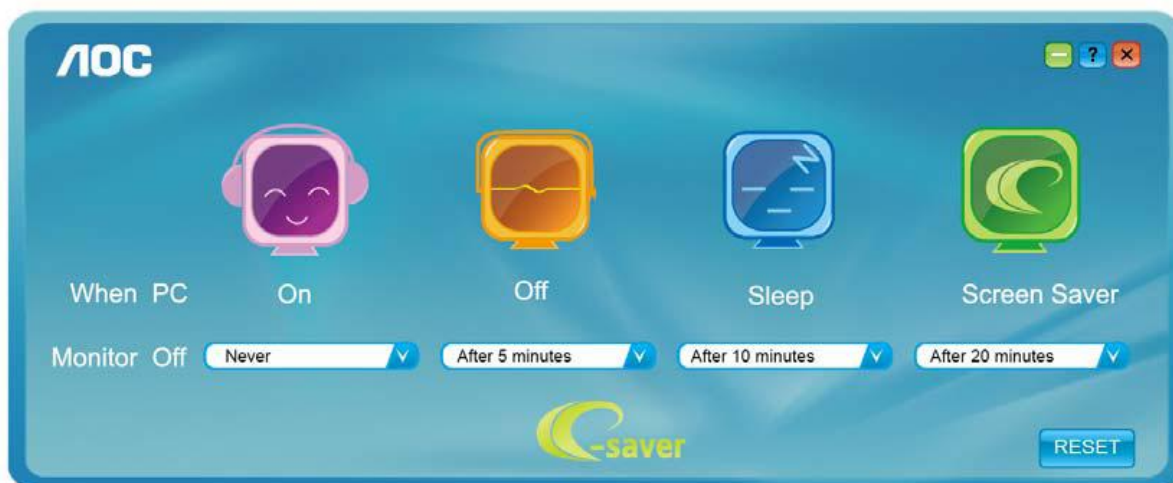 AOC
?
When PC On Off Sleep Screen Saver
Monitor Off Never After 5 minutes After 10 minutes After 20 minutes
e-saver
RESET